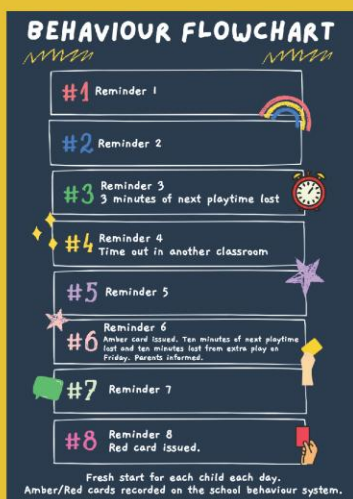 BEHAVIOUR FLOWCHART
#1 Reminder 1
#2 Reminder 2
#3 Reminder 3
3 minutes of next playtime lost
#4 Reminder 4
Time out in another classroom
#5 Reminder 5
#6 Reminder 6
Amber card issued. Ten minutes of next playtime
lost and ten minutes lost from extra play on
Friday. Parents informed.
#7 Reminder 7
#8 Reminder 8
Red card issued.
Fresh start for each child each day.
Amber/Red cards recorded on the school behaviour system.